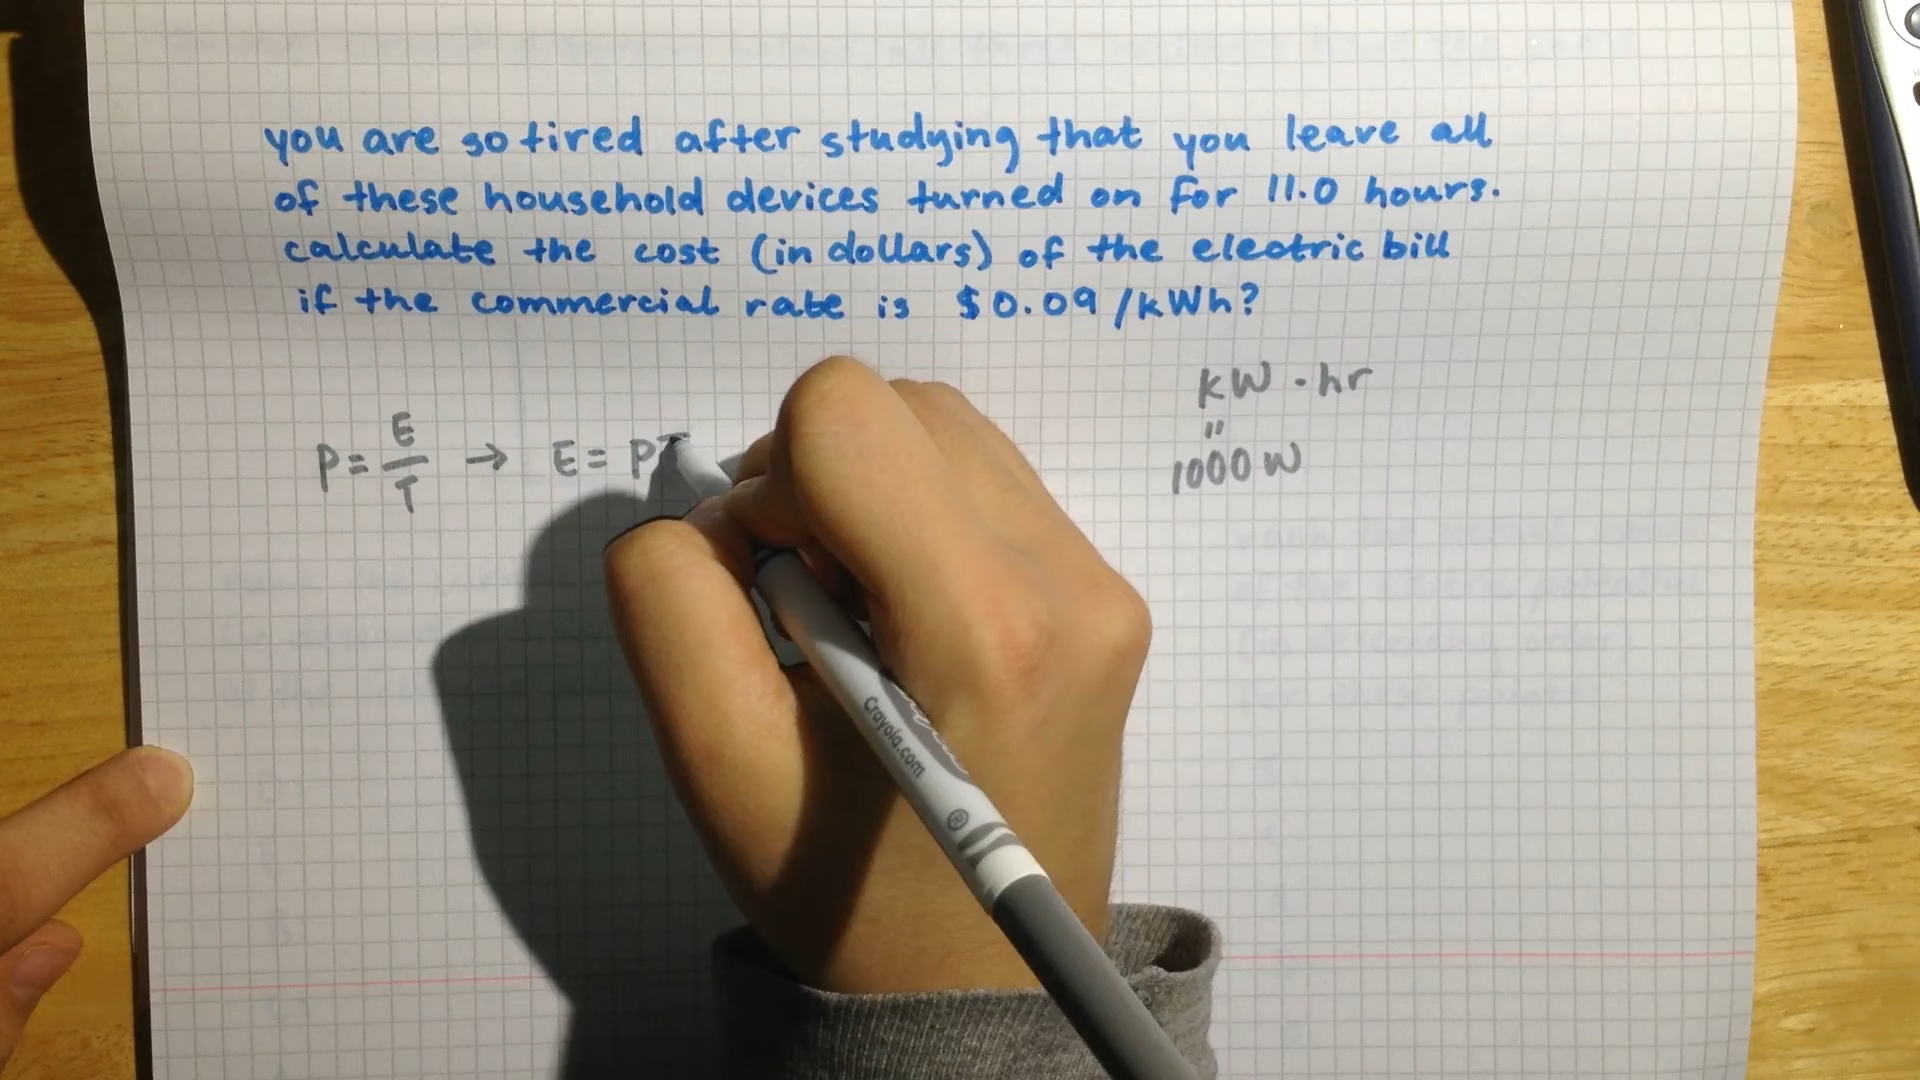 you are so tired after studying that you leave all
of these household devices turned on for 11.0 hours.
calculate the cost (in dollars) of the electric bill
if the commercial rate is $0.09/kWh?
kW · hr
"
1000 W
P = E/T → E = PT
Crayola.com
®